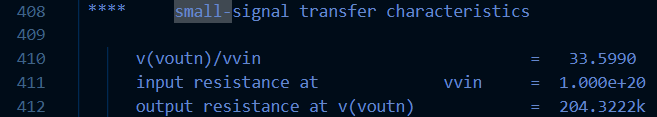 408 **** small-signal transfer characteristics
409
410 v(voutn)/vvin = 33.5990
411 input resistance at vvin = 1.000e+20
412 output resistance at v(voutn) = 204.3222k